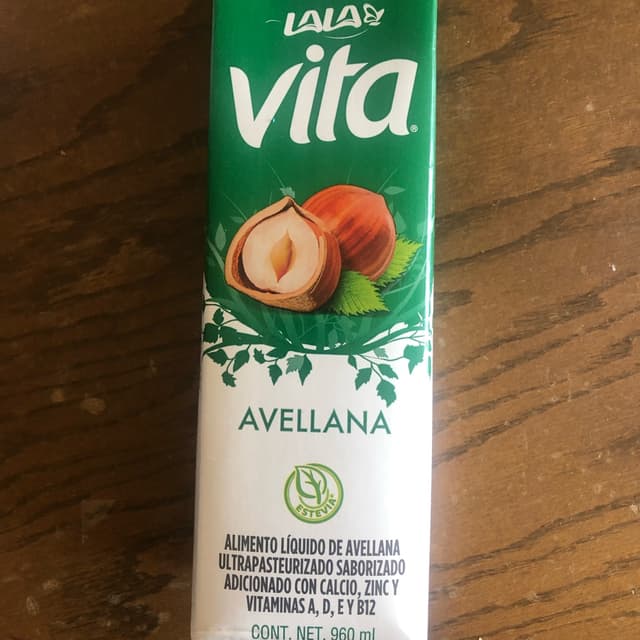 LALA
vita®
AVELLANA
ESTEVIA
ALIMENTO LÍQUIDO DE AVELLANA
ULTRAPASTEURIZADO SABORIZADO
ADICIONADO CON CALCIO, ZINC Y
VITAMINAS A, D, E Y B12
CONT. NET. 960 ml